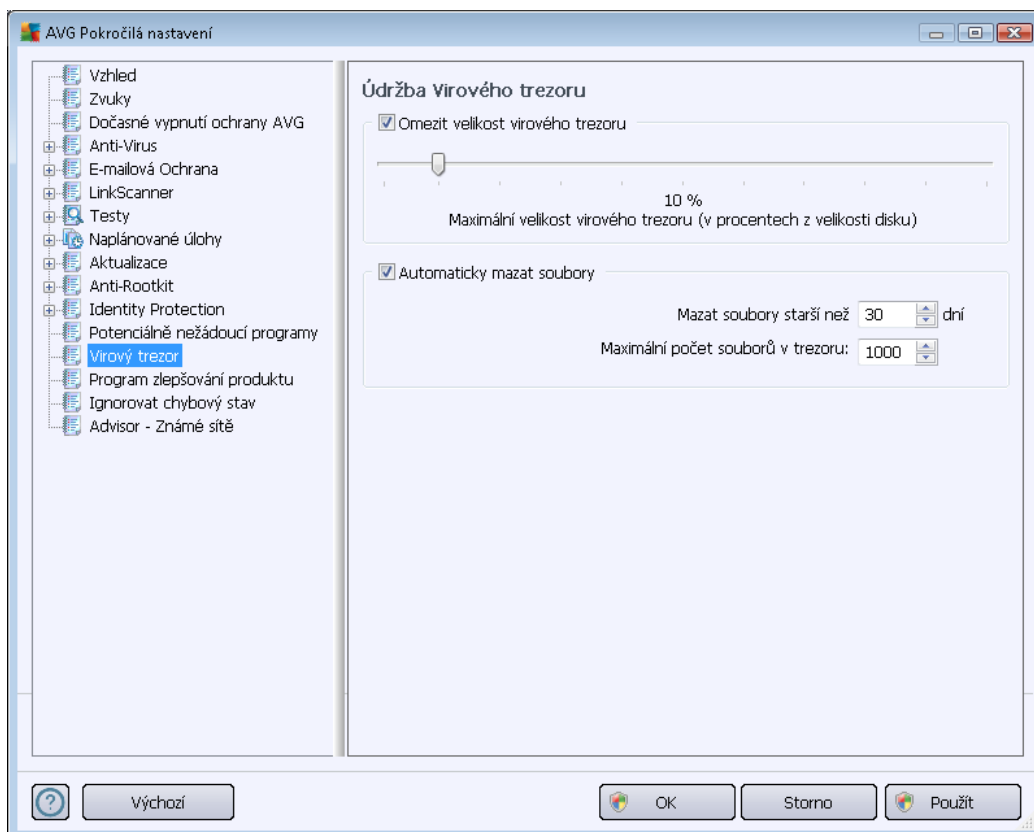 AVG Pokročilá nastavení
Vzhled
Zvuky
Dočasné vypnutí ochrany AVG
Anti-Virus
E-mailová Ochrana
LinkScanner
Testy
Naplánované úlohy
Aktualizace
Anti-Rootkit
Identity Protection
Potenciálně nežádoucí programy
Virový trezor
Program zlepšování produktu
Ignorovat chybový stav
Advisor - Známé sítě
Údržba Virového trezoru
Omezit velikost virového trezoru
10 %
Maximální velikost virového trezoru (v procentech z velikosti disku)
Automaticky mazat soubory
Mazat soubory starší než 30 dní
Maximální počet souborů v trezoru: 1000
? Výchozí OK Storno Použít